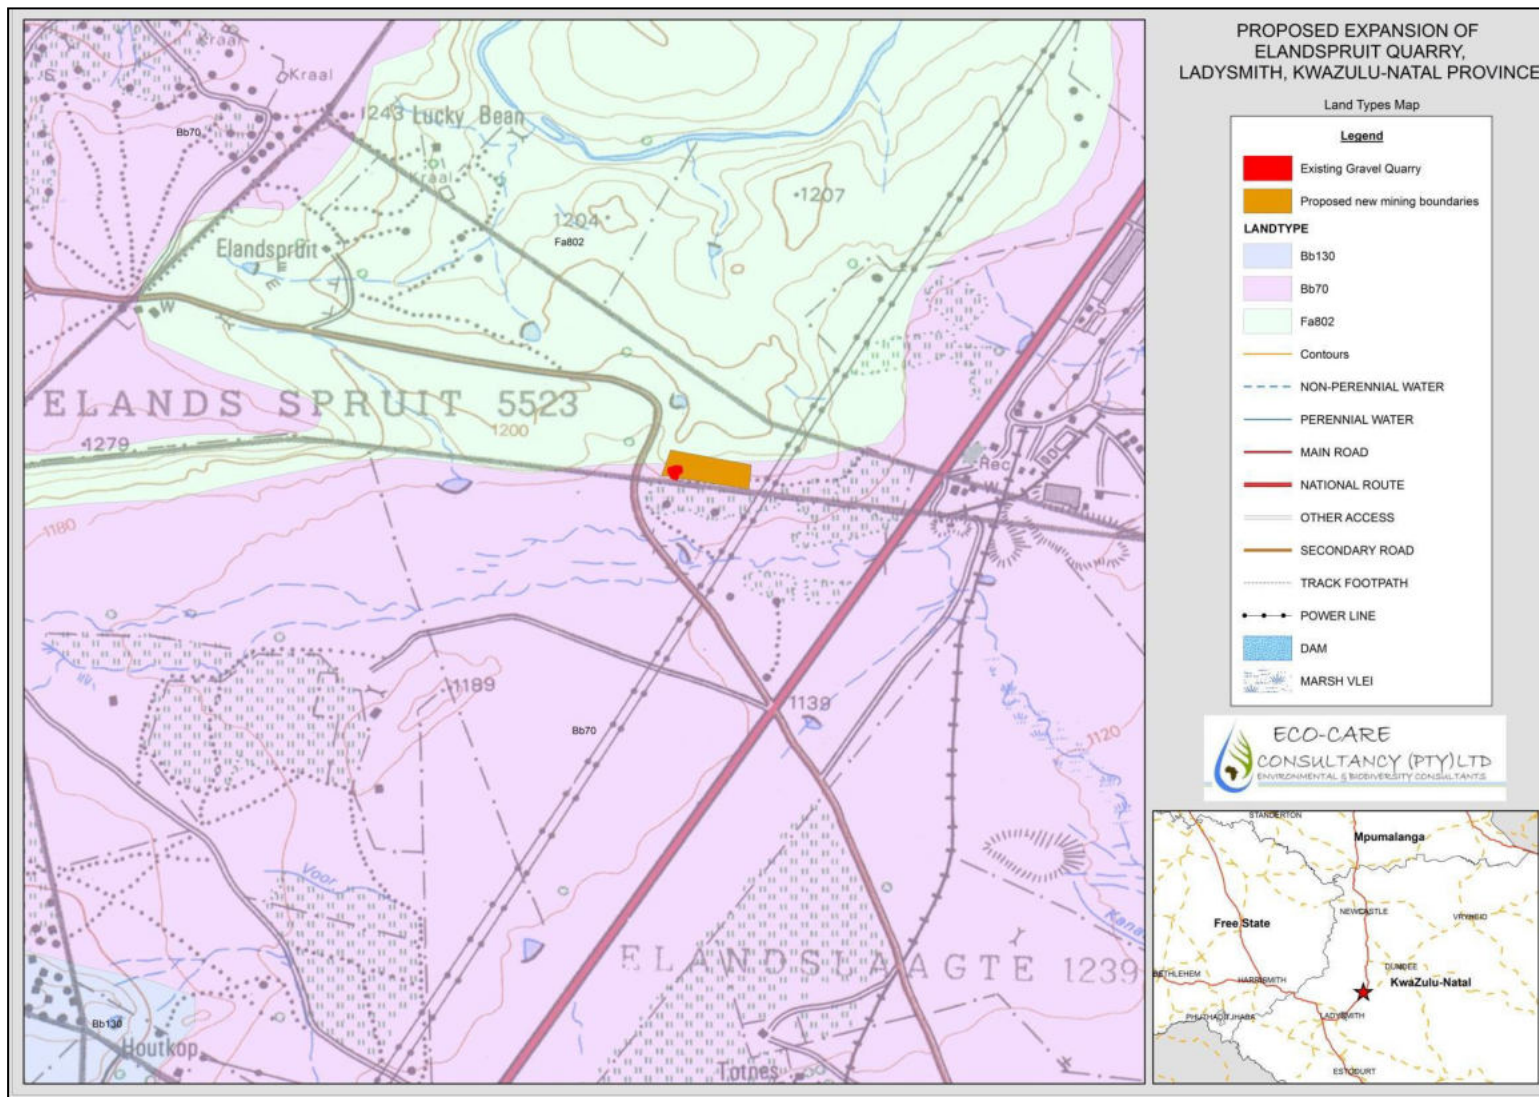 PROPOSED EXPANSION OF
ELANDSPRUIT QUARRY,
LADYSMITH, KWAZULU-NATAL PROVINCE
Land Types Map
Legend
Existing Gravel Quarry
Proposed new mining boundaries
LANDTYPE
Bb130
Bb70
Fa802
Contours
NON-PERENNIAL WATER
PERENNIAL WATER
MAIN ROAD
NATIONAL ROUTE
OTHER ACCESS
SECONDARY ROAD
TRACK FOOTPATH
POWER LINE
DAM
MARSH VLEI
ECO-CARE
CONSULTANCY (PTY) LTD
ENVIRONMENTAL & BIODIVERSITY CONSULTANTS
STANDERTON
Mpumalanga
NEWCASTLE
VRYHEID
Free State
DUNDEE
BETHLEHEM
HARRISMITH
KwaZulu-Natal
PHUTHADITJHABA
LADYSMITH
ESTCOURT
Kraal
Kraal
Bb70
1243
Lucky Bean
Kraal
1207
1204
Fa802
Elandspruit
W
ELANDS SPRUIT 5523
1200
1279
Rec
1180
1189
1139
Bb70
1120
Voor
Kana
ELANDSLAAGTE 1239
Bb130
Houtkop
Totnes